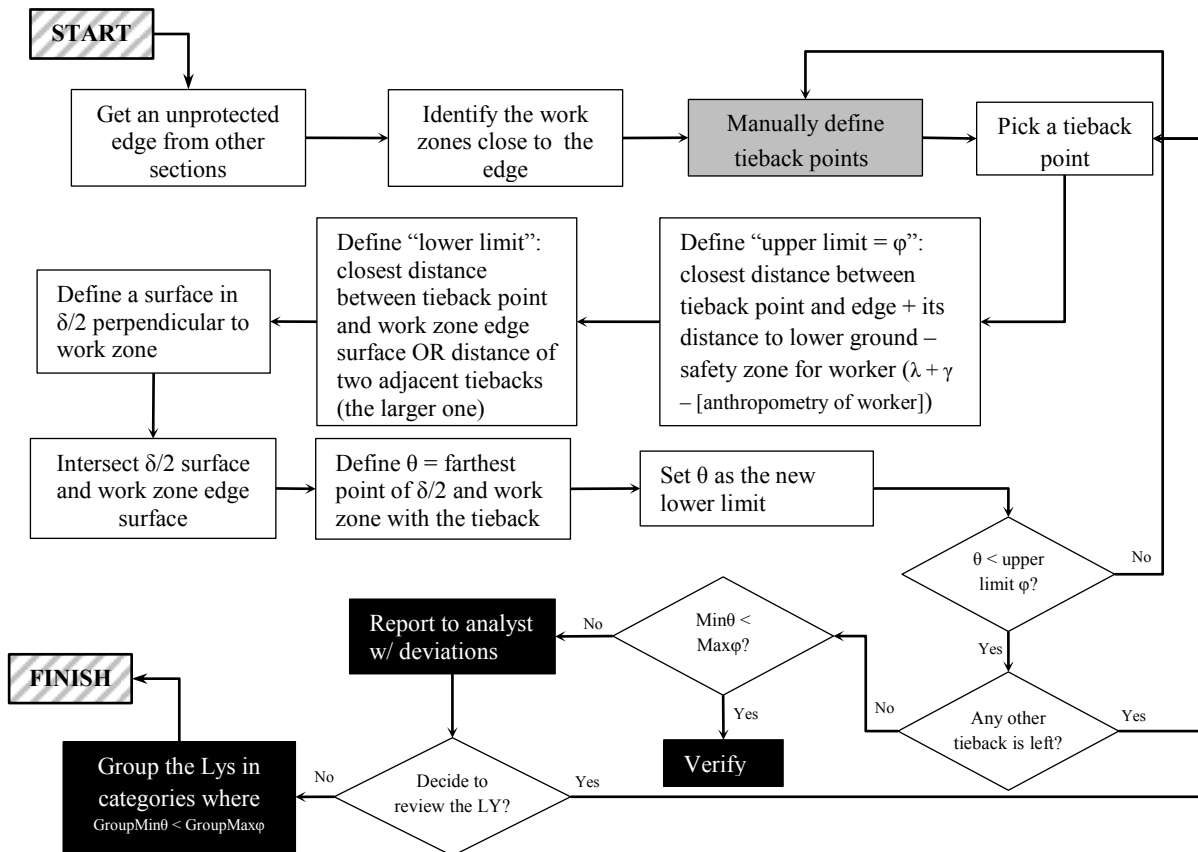 START
Get an unprotected
edge from other
sections
Identify the work
zones close to the
edge
Manually define
tieback points
Pick a tieback
point
Define “upper limit = φ”:
closest distance between
tieback point and edge + its
distance to lower ground –
safety zone for worker (λ + γ
– [anthropometry of worker])
Define “lower limit”:
closest distance
between tieback point
and work zone edge
surface OR distance of
two adjacent tiebacks
(the larger one)
Define a surface in
δ/2 perpendicular to
work zone
Intersect δ/2 surface
and work zone edge
surface
Define θ = farthest
point of δ/2 and work
zone with the tieback
Set θ as the new
lower limit
θ < upper
limit φ?
No
Yes
Any other
tieback is left?
Yes
No
Minθ <
Maxφ?
No
Yes
Verify
Report to analyst
w/ deviations
Decide to
review the LY?
Yes
No
Group the Lys in
categories where
GroupMinθ < GroupMaxφ
FINISH